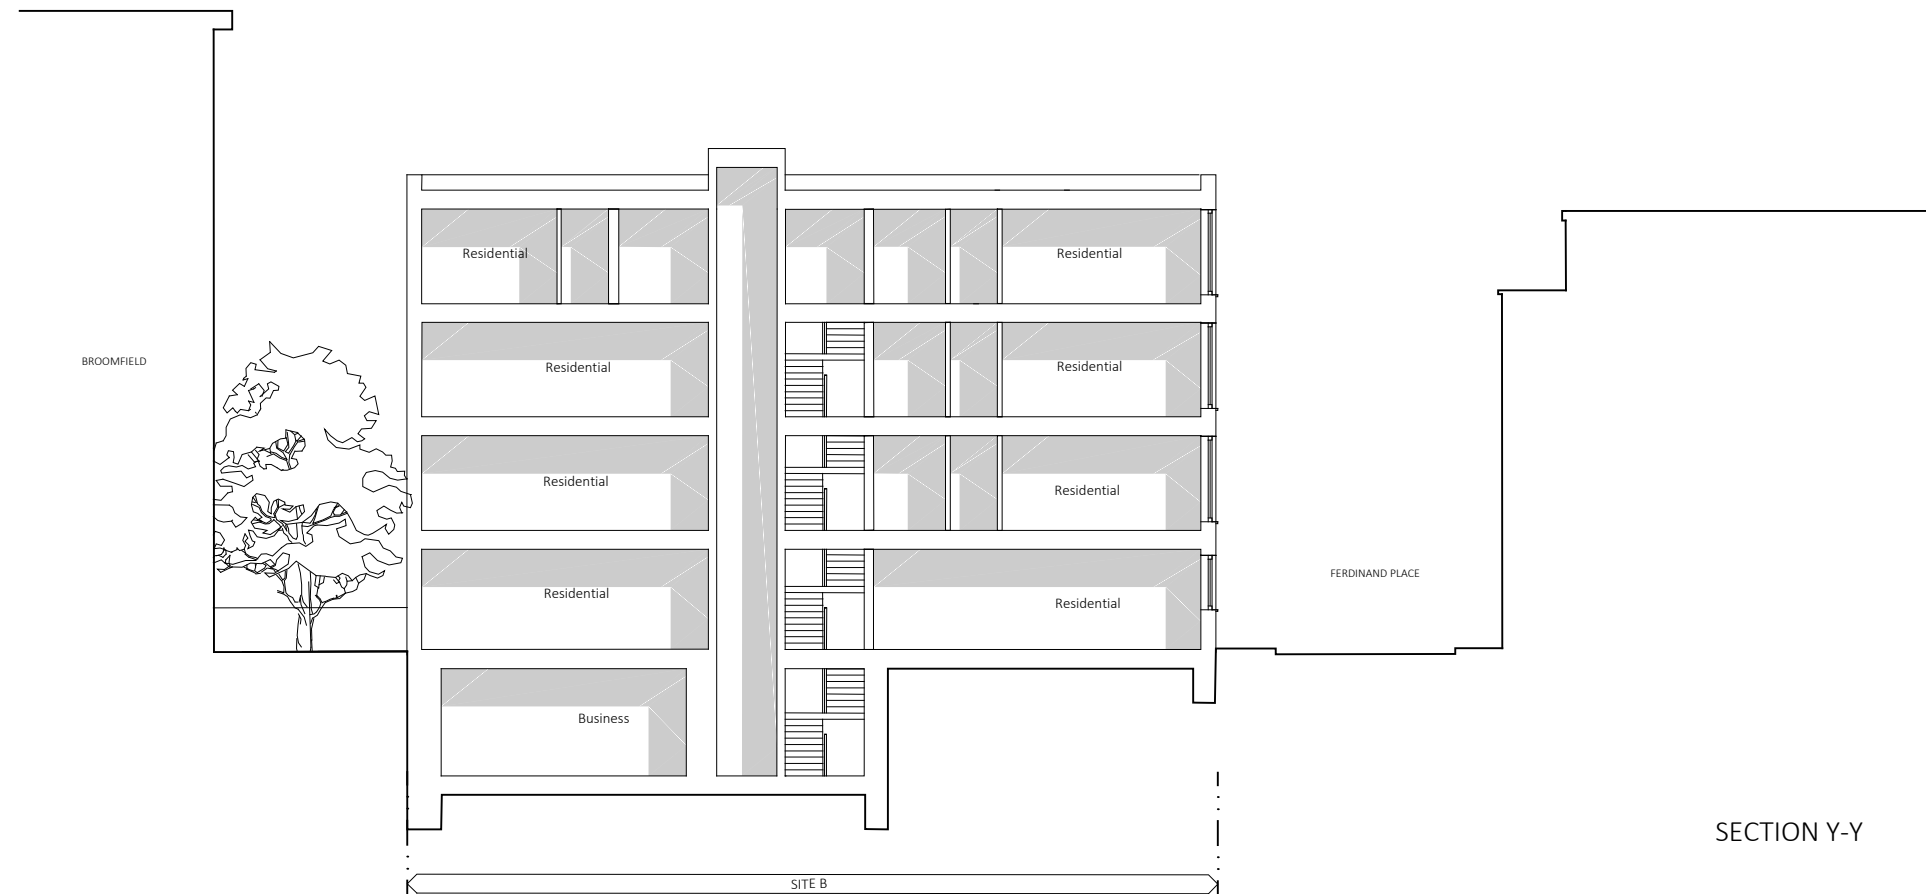 Residential
Residential
BROOMFIELD
Residential
Residential
Residential
Residential
FERDINAND PLACE
Residential
Residential
Business
SECTION Y-Y
SITE B